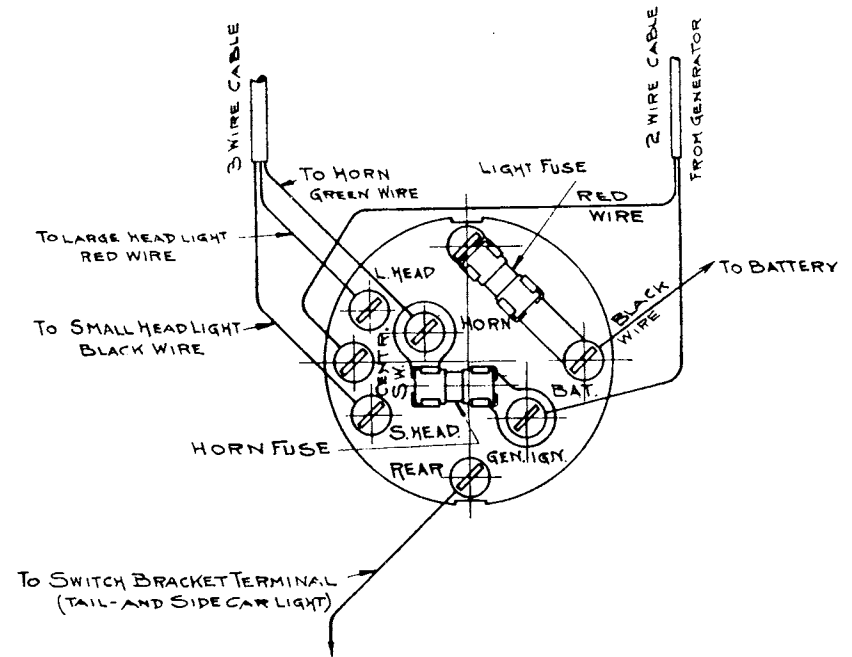 3 WIRE CABLE
2 WIRE CABLE
FROM GENERATOR
TO HORN
GREEN WIRE
LIGHT FUSE
RED
WIRE
TO LARGE HEAD LIGHT
RED WIRE
L. HEAD
TO BATTERY
BLACK
WIRE
HORN
TO SMALL HEAD LIGHT
BLACK WIRE
CENTR.
SW.
BAT.
S. HEAD.
HORN FUSE
GEN. IGN.
REAR
TO SWITCH BRACKET TERMINAL
(TAIL- AND SIDE CAR LIGHT)